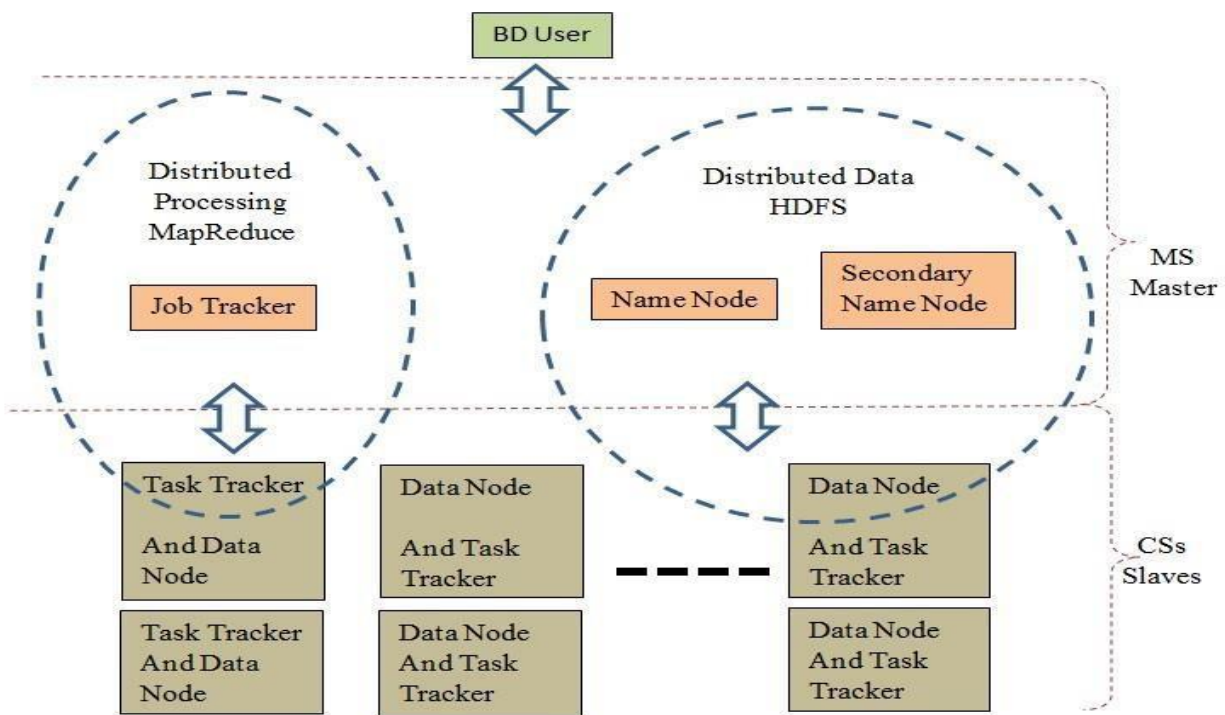 BD User
Distributed
Processing
MapReduce
Job Tracker
Distributed Data
HDFS
Name Node
Secondary
Name Node
MS
Master
Task Tracker
And Data
Node
Data Node
And Task
Tracker
Data Node
And Task
Tracker
CSs
Slaves
Task Tracker
And Data
Node
Data Node
And Task
Tracker
Data Node
And Task
Tracker